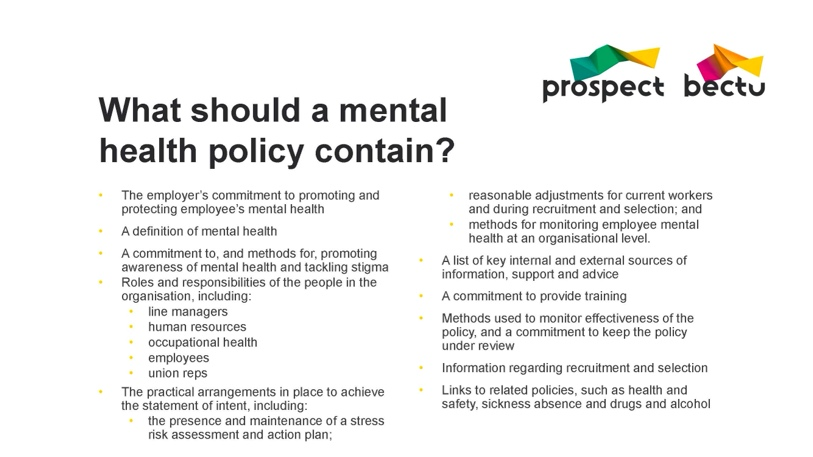 prospect bectu
What should a mental
health policy contain?
• The employer’s commitment to promoting and
protecting employee’s mental health
• A definition of mental health
• A commitment to, and methods for, promoting
awareness of mental health and tackling stigma
• Roles and responsibilities of the people in the
organisation, including:
• line managers
• human resources
• occupational health
• employees
• union reps
• The practical arrangements in place to achieve
the statement of intent, including:
• the presence and maintenance of a stress
risk assessment and action plan;
• reasonable adjustments for current workers
and during recruitment and selection; and
• methods for monitoring employee mental
health at an organisational level.
• A list of key internal and external sources of
information, support and advice
• A commitment to provide training
• Methods used to monitor effectiveness of the
policy, and a commitment to keep the policy
under review
• Information regarding recruitment and selection
• Links to related policies, such as health and
safety, sickness absence and drugs and alcohol